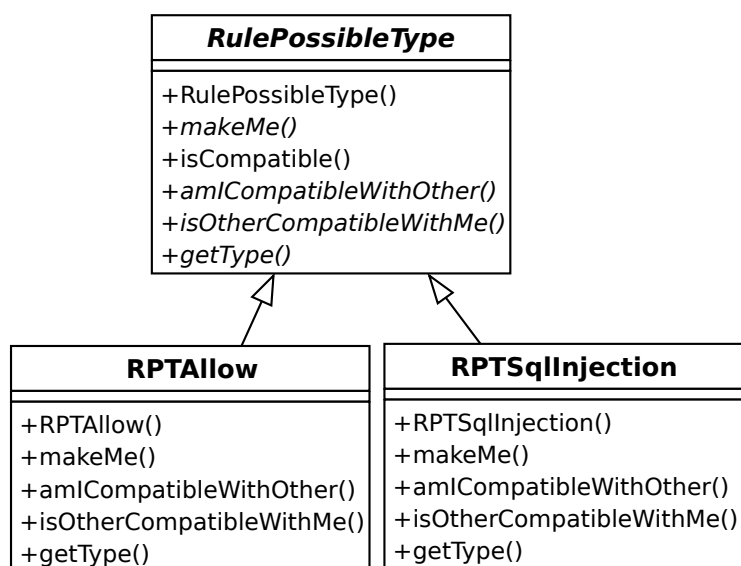 RulePossibleType
+RulePossibleType()
+makeMe()
+isCompatible()
+amICompatibleWithOther()
+isOtherCompatibleWithMe()
+getType()
RPTAllow
+RPTAllow()
+makeMe()
+amICompatibleWithOther()
+isOtherCompatibleWithMe()
+getType()
RPTSqlInjection
+RPTSqlInjection()
+makeMe()
+amICompatibleWithOther()
+isOtherCompatibleWithMe()
+getType()